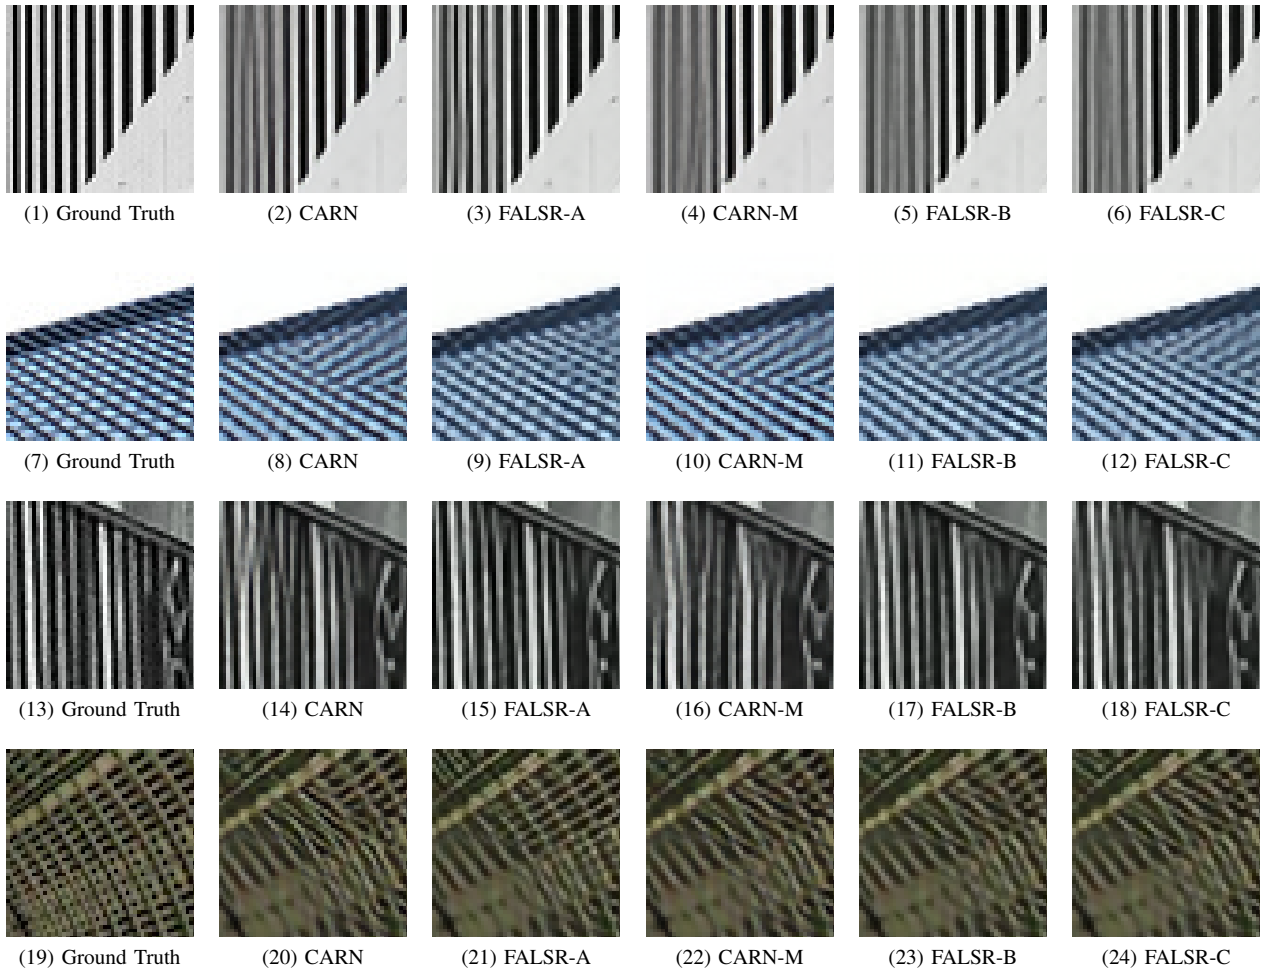 (1) Ground Truth (2) CARN (3) FALSR-A (4) CARN-M (5) FALSR-B (6) FALSR-C
(7) Ground Truth (8) CARN (9) FALSR-A (10) CARN-M (11) FALSR-B (12) FALSR-C
(13) Ground Truth (14) CARN (15) FALSR-A (16) CARN-M (17) FALSR-B (18) FALSR-C
(19) Ground Truth (20) CARN (21) FALSR-A (22) CARN-M (23) FALSR-B (24) FALSR-C